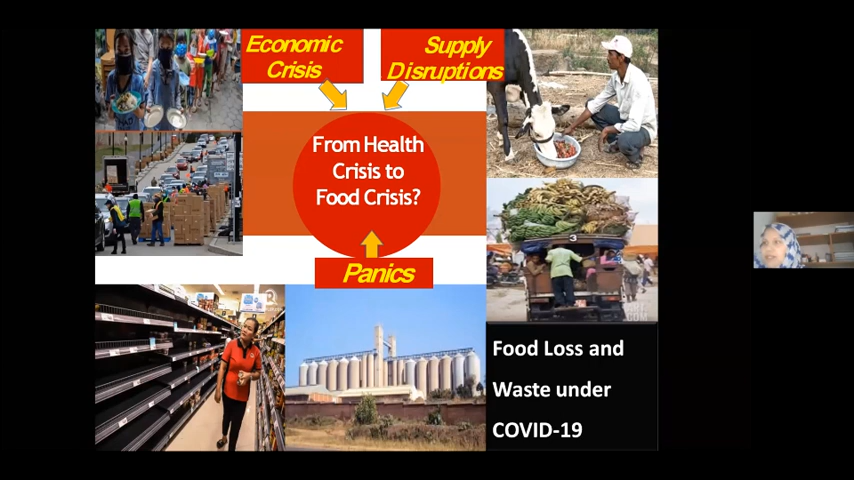 Economic
Crisis
Supply
Disruptions
From Health
Crisis to
Food Crisis?
Panics
Food Loss and
Waste under
COVID-19